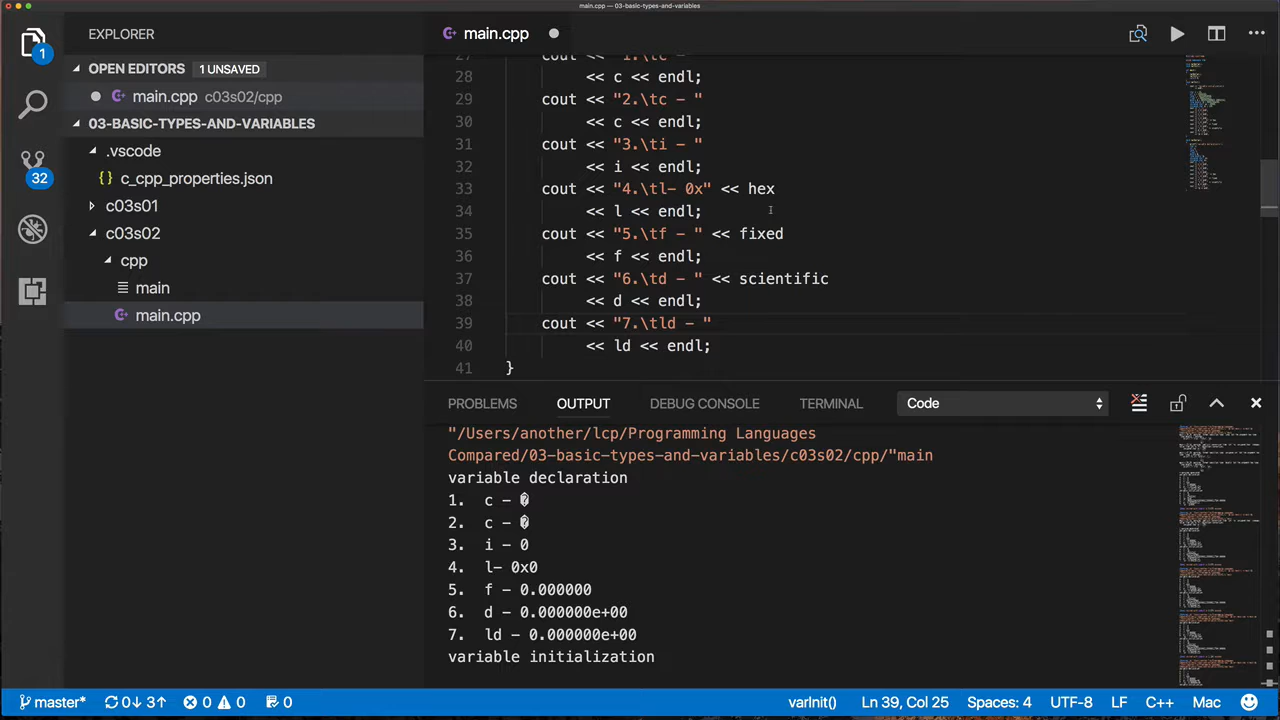 main.cpp — 03-basic-types-and-variables
EXPLORER
main.cpp
1
OPEN EDITORS 1 UNSAVED
main.cpp c03s02/cpp
03-BASIC-TYPES-AND-VARIABLES
.vscode
{} c_cpp_properties.json
c03s01
c03s02
cpp
main
main.cpp
32
27 cout << "1.\tc - "
28 << c << endl;
29 cout << "2.\tc - "
30 << c << endl;
31 cout << "3.\ti - "
32 << i << endl;
33 cout << "4.\tl- 0x" << hex
34 << l << endl;
35 cout << "5.\tf - " << fixed
36 << f << endl;
37 cout << "6.\td - " << scientific
38 << d << endl;
39 cout << "7.\tld - "
40 << ld << endl;
41 }
PROBLEMS OUTPUT DEBUG CONSOLE TERMINAL Code
"/Users/another/lcp/Programming Languages
Compared/03-basic-types-and-variables/c03s02/cpp/"main
variable declaration
1. c - �
2. c - �
3. i - 0
4. l- 0x0
5. f - 0.000000
6. d - 0.000000e+00
7. ld - 0.000000e+00
variable initialization
master* 0↓ 3↑ 0 0 0 varInit() Ln 39, Col 25 Spaces: 4 UTF-8 LF C++ Mac